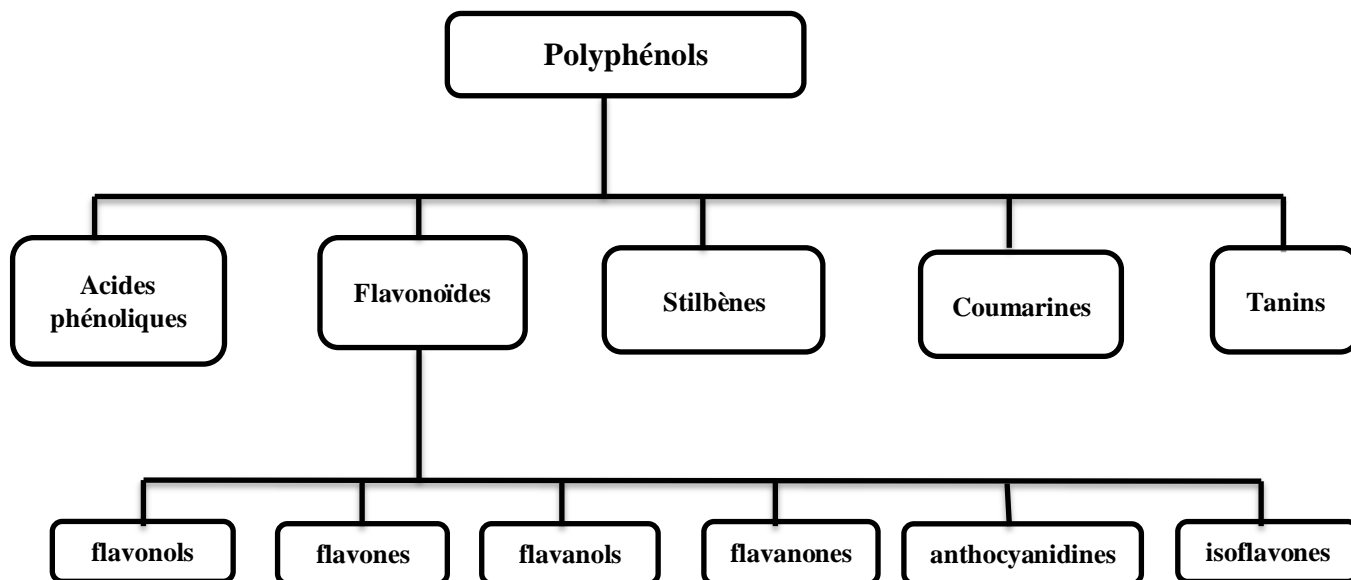 Polyphénols
Acides
phénoliques
Flavonoïdes
Stilbènes
Coumarines
Tanins
flavonols
flavones
flavanols
flavanones
anthocyanidines
isoflavones